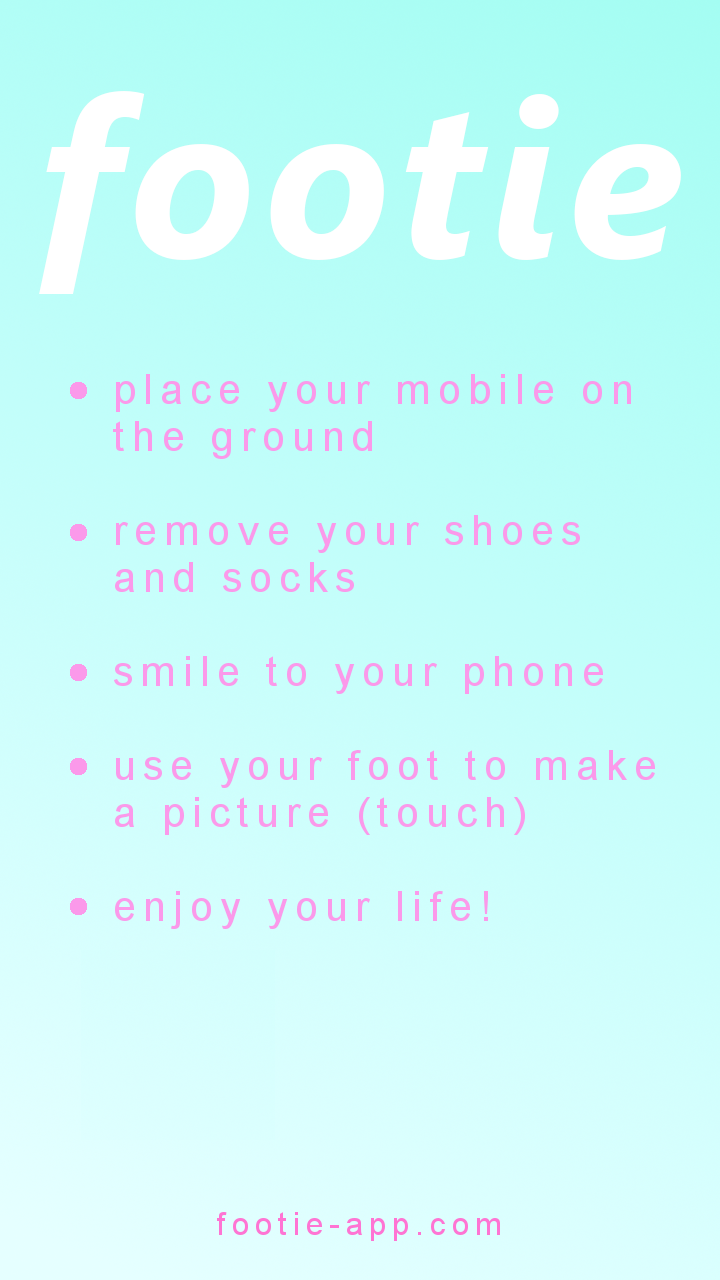 footie
• place your mobile on
the ground
• remove your shoes
and socks
• smile to your phone
• use your foot to make
a picture (touch)
• enjoy your life!
footie-app.com